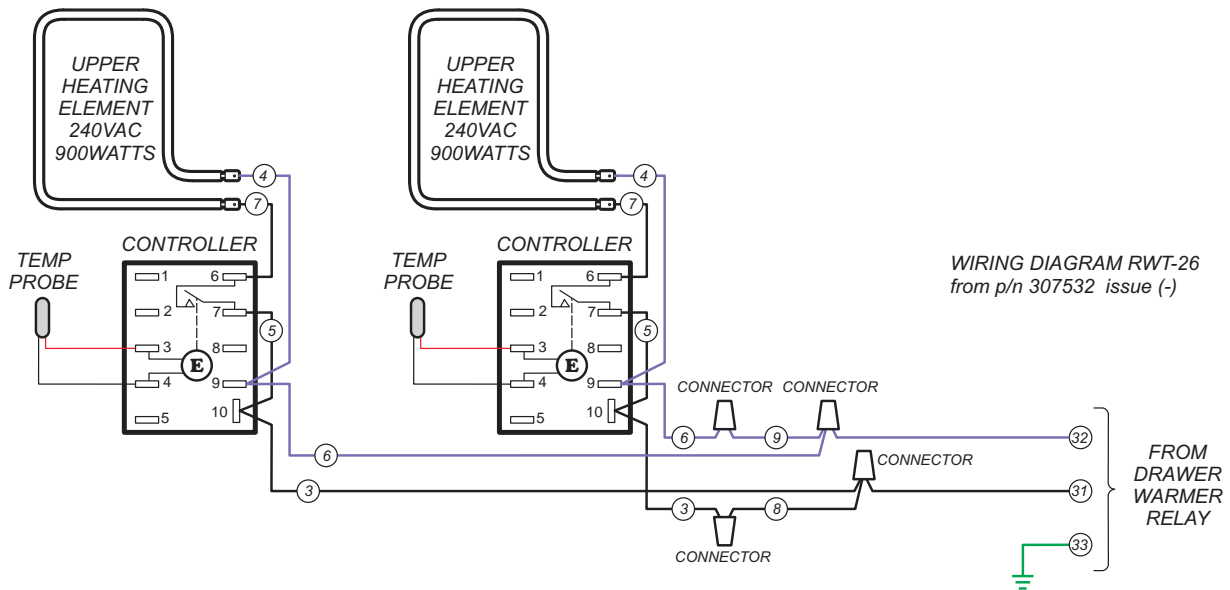 UPPER
HEATING
ELEMENT
240VAC
900WATTS
4
7
CONTROLLER
TEMP
PROBE
1
6
2
7
3
8
4
E
9
5
10
5
6
3
UPPER
HEATING
ELEMENT
240VAC
900WATTS
4
7
CONTROLLER
TEMP
PROBE
1
6
2
7
3
8
4
E
9
5
10
5
WIRING DIAGRAM RWT-26
from p/n 307532 issue (-)
CONNECTOR
CONNECTOR
6
9
32
CONNECTOR
31
3
8
CONNECTOR
33
FROM
DRAWER
WARMER
RELAY